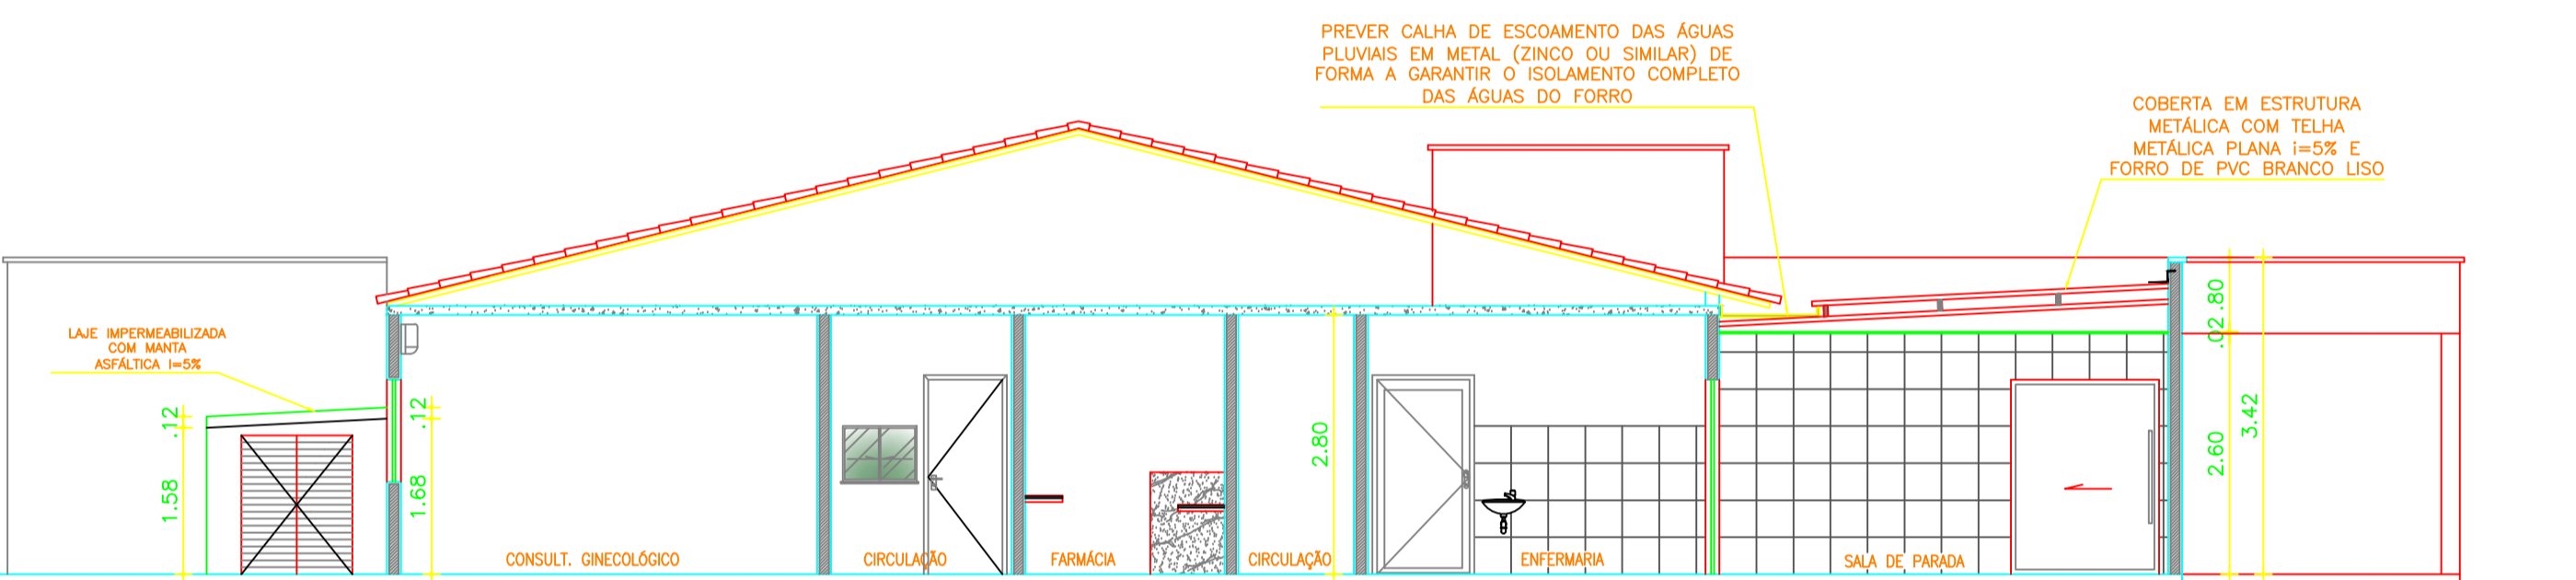 PREVER CALHA DE ESCOAMENTO DAS ÁGUAS
PLUVIAIS EM METAL (ZINCO OU SIMILAR) DE
FORMA A GARANTIR O ISOLAMENTO COMPLETO
DAS ÁGUAS DO FORRO
COBERTA EM ESTRUTURA
METÁLICA COM TELHA
METÁLICA PLANA i=5% E
FORRO DE PVC BRANCO LISO
LAJE IMPERMEABILIZADA
COM MANTA
ASFÁLTICA I=5%
.12
1.58
.12
1.68
2.80
.80
.02
2.60
3.42
CONSULT. GINECOLÓGICO
CIRCULAÇÃO
FARMÁCIA
CIRCULAÇÃO
ENFERMARIA
SALA DE PARADA